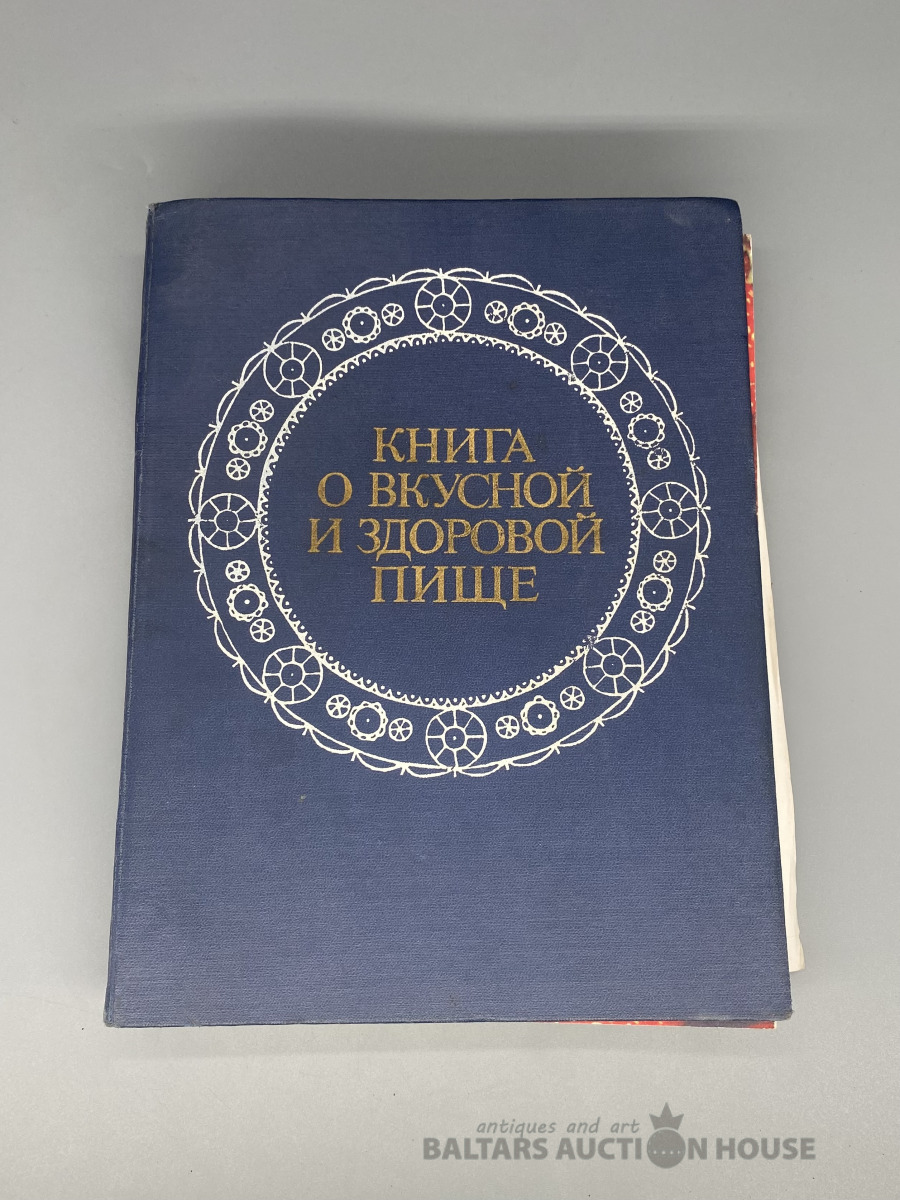 КНИГА
О ВКУСНОЙ
И ЗДОРОВОЙ
ПИЩЕ
antiques and art
BALTARS AUCTION HOUSE